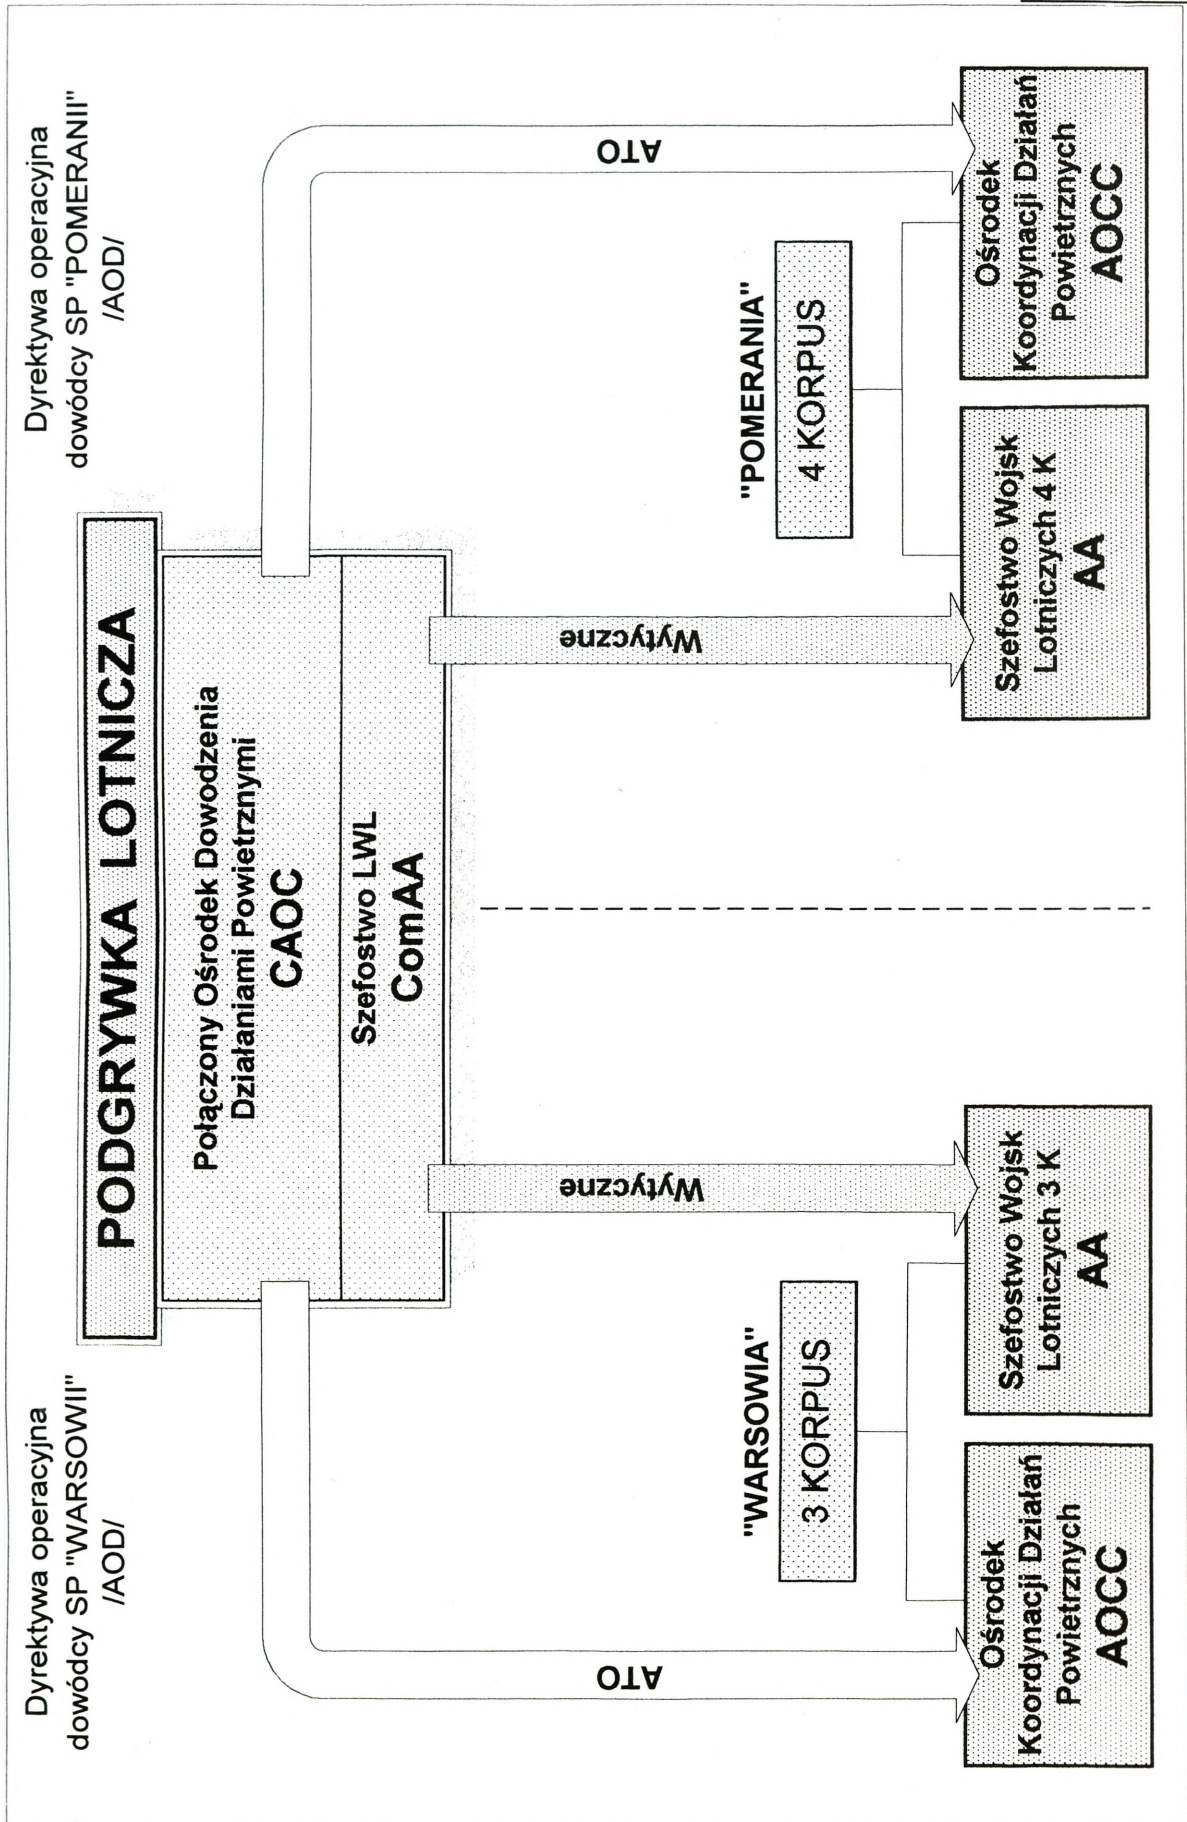 Dyrektywa operacyjna
dowódcy SP "WARSOWII"
/AOD/
Dyrektywa operacyjna
dowódcy SP "POMERANII"
/AOD/
PODGRYWKA LOTNICZA
Połączony Ośrodek Dowodzenia
Działaniami Powietrznymi
CAOC
Szefostwo LWL
ComAA
ATO
Wytyczne
Wytyczne
ATO
"WARSOWIA"
3 KORPUS
"POMERANIA"
4 KORPUS
Ośrodek
Koordynacji Działań
Powietrznych
AOCC
Szefostwo Wojsk
Lotniczych 3 K
AA
Szefostwo Wojsk
Lotniczych 4 K
AA
Ośrodek
Koordynacji Działań
Powietrznych
AOCC